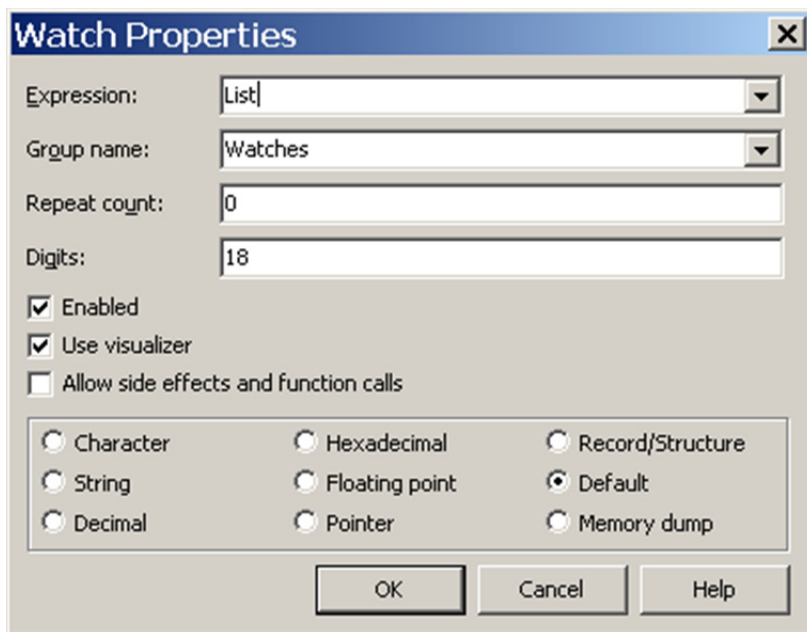 Watch Properties
Expression: List
Group name: Watches
Repeat count: 0
Digits: 18
Enabled
Use visualizer
Allow side effects and function calls
Character Hexadecimal Record/Structure
String Floating point Default
Decimal Pointer Memory dump
OK Cancel Help